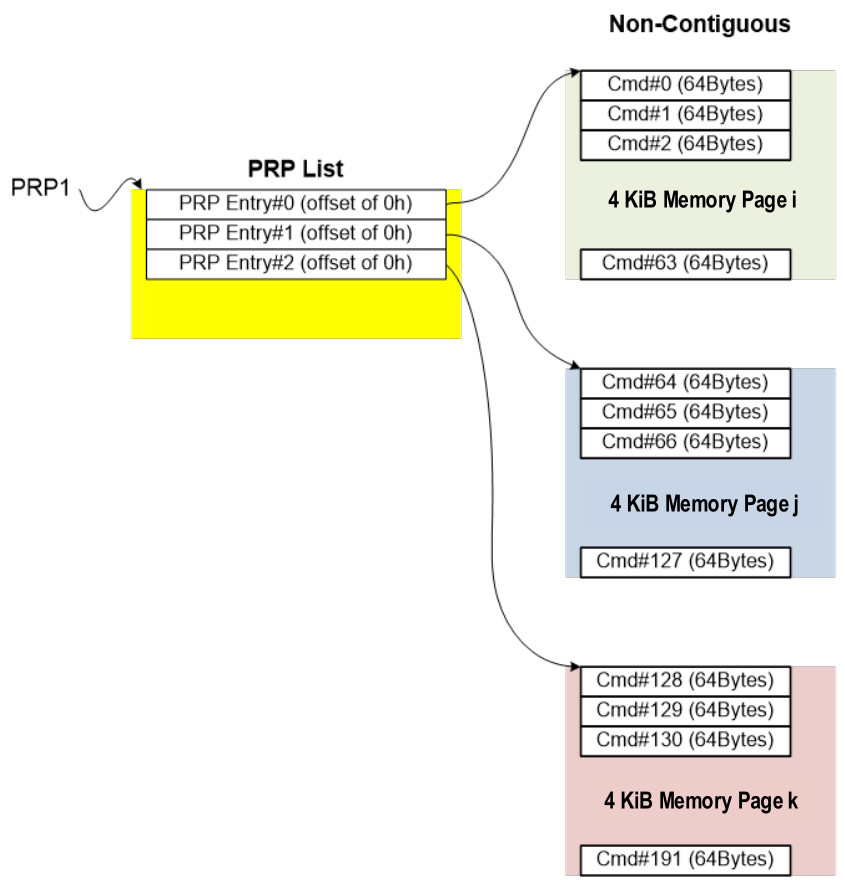 Non-Contiguous
Cmd#0 (64Bytes)
Cmd#1 (64Bytes)
Cmd#2 (64Bytes)
4 KiB Memory Page i
Cmd#63 (64Bytes)
PRP List
PRP1
PRP Entry#0 (offset of 0h)
PRP Entry#1 (offset of 0h)
PRP Entry#2 (offset of 0h)
Cmd#64 (64Bytes)
Cmd#65 (64Bytes)
Cmd#66 (64Bytes)
4 KiB Memory Page j
Cmd#127 (64Bytes)
Cmd#128 (64Bytes)
Cmd#129 (64Bytes)
Cmd#130 (64Bytes)
4 KiB Memory Page k
Cmd#191 (64Bytes)